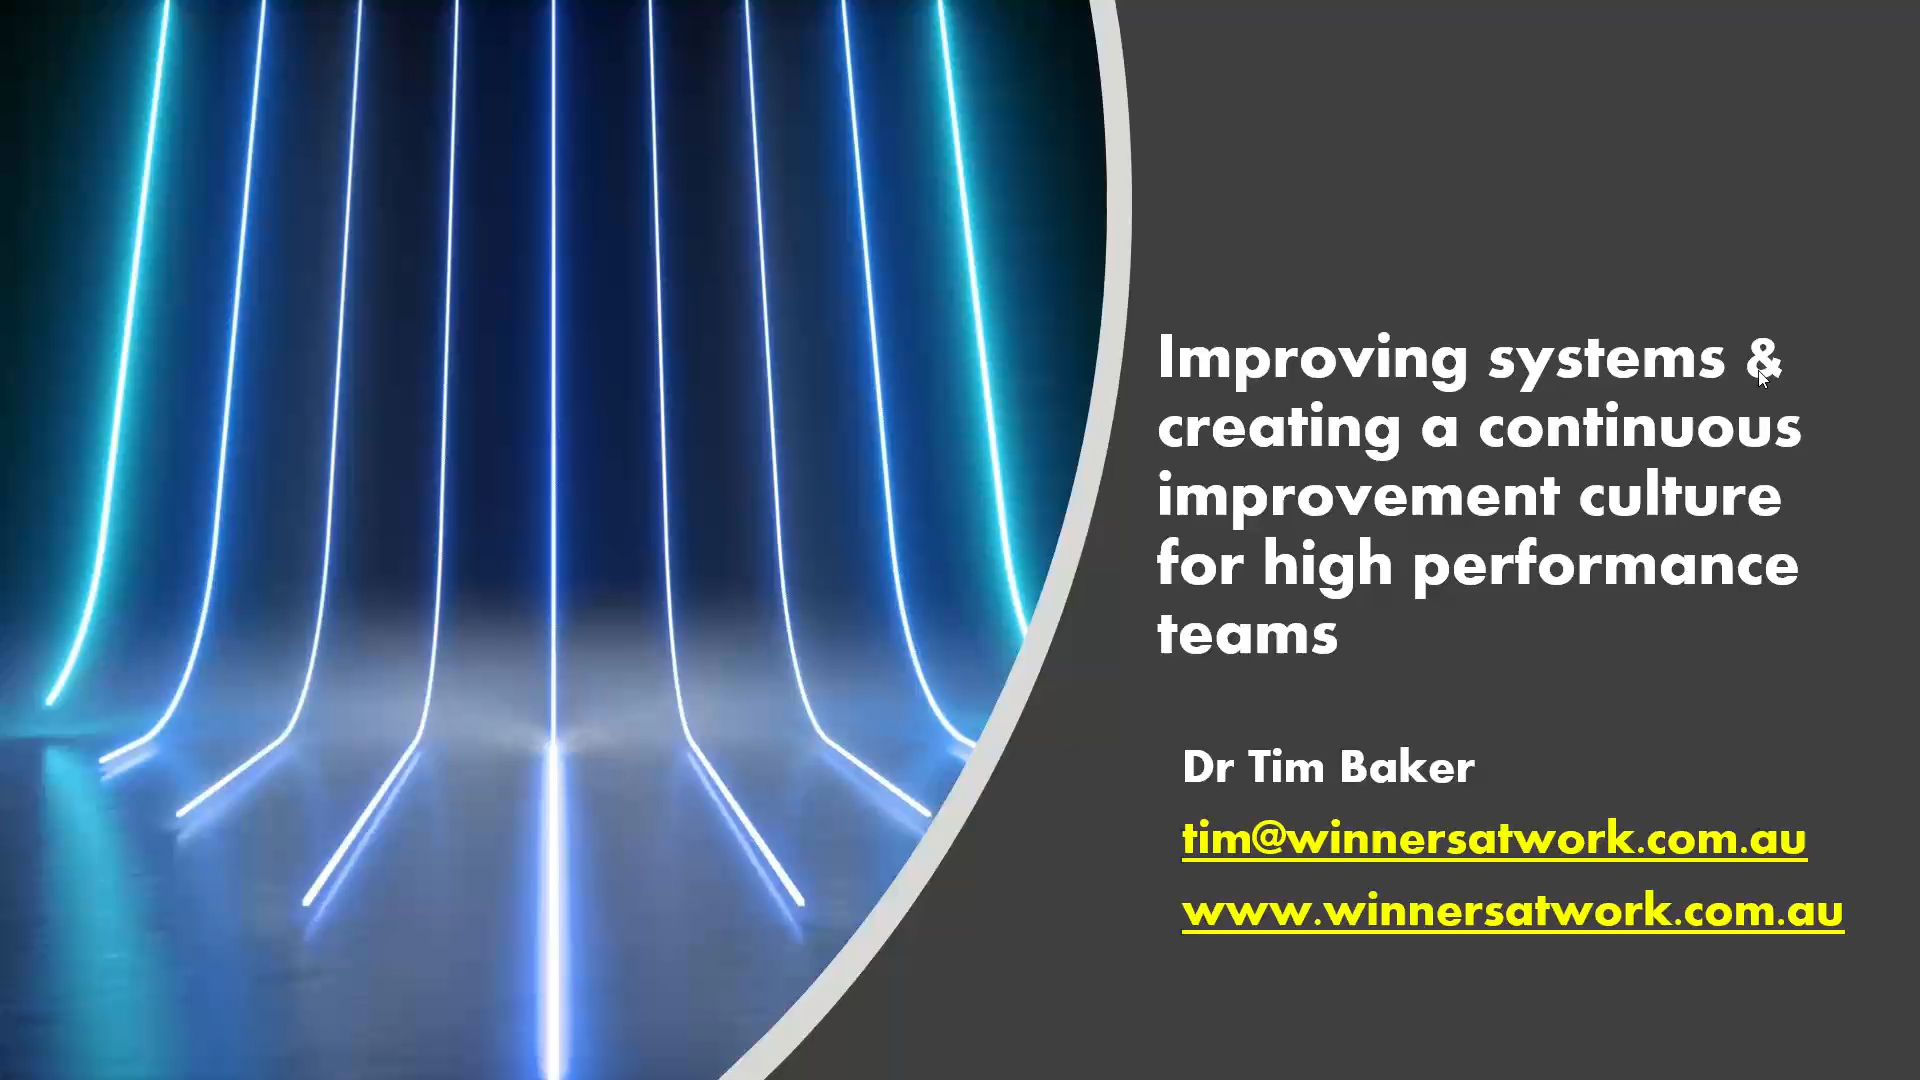 Improving systems &
creating a continuous
improvement culture
for high performance
teams
Dr Tim Baker
tim@winnersatwork.com.au
www.winnersatwork.com.au